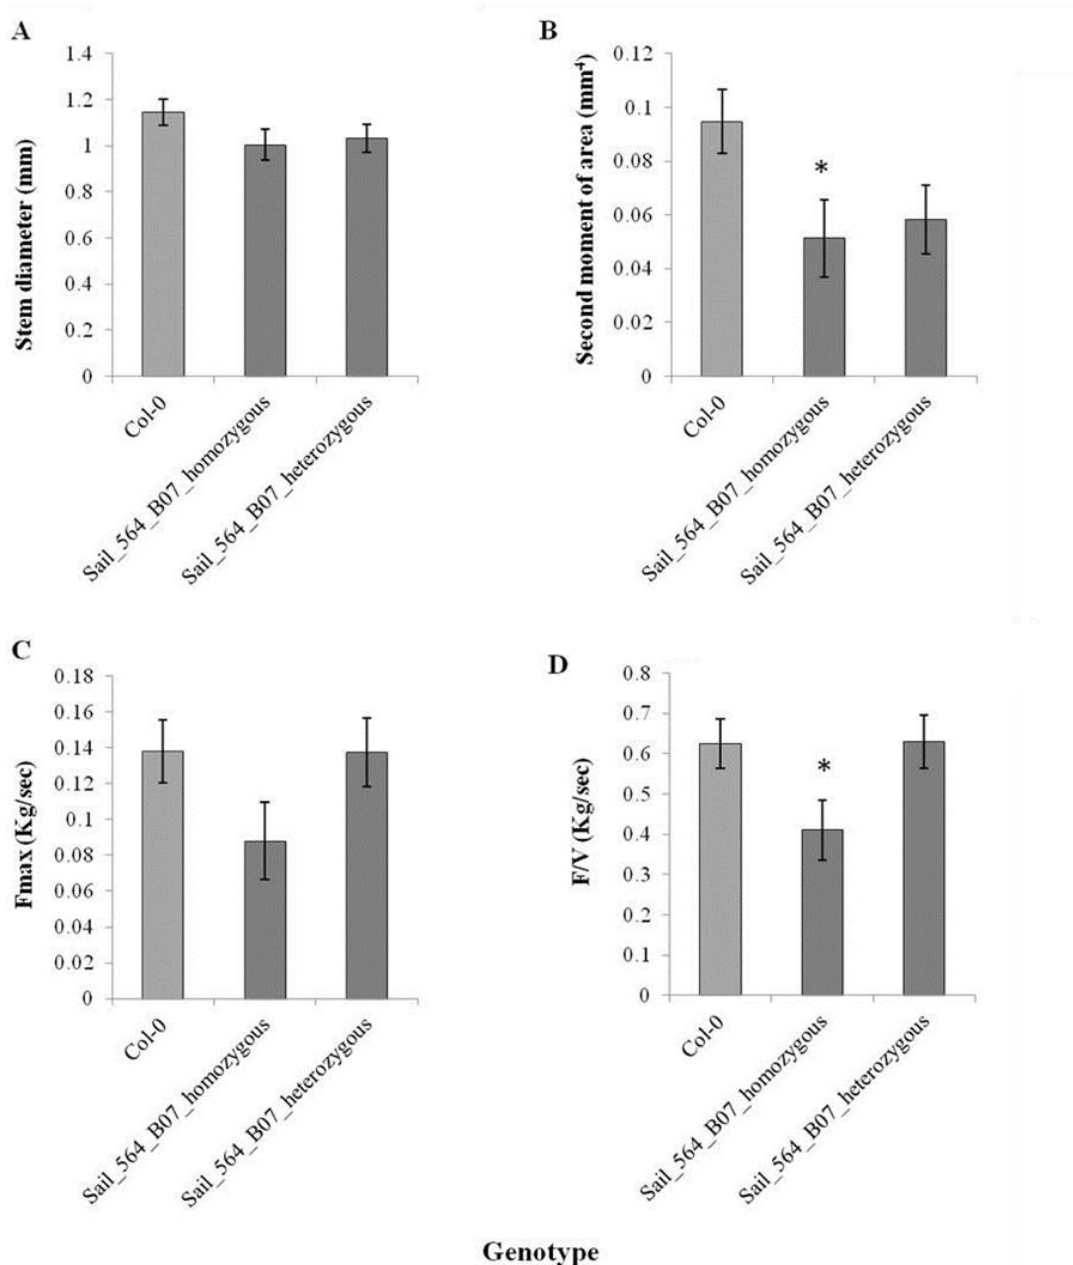 A
Stem diameter (mm)
1.4
1.2
1
0.8
0.6
0.4
0.2
0
Col-0
Sail_564_B07_homozygous
Sail_564_B07_heterozygous
B
Second moment of area (mm⁴)
0.12
0.1
0.08
0.06
0.04
0.02
0
*
Col-0
Sail_564_B07_homozygous
Sail_564_B07_heterozygous
C
Fmax (Kg/sec)
0.18
0.16
0.14
0.12
0.1
0.08
0.06
0.04
0.02
0
Col-0
Sail_564_B07_homozygous
Sail_564_B07_heterozygous
D
F/V (Kg/sec)
0.8
0.7
0.6
0.5
0.4
0.3
0.2
0.1
0
*
Col-0
Sail_564_B07_homozygous
Sail_564_B07_heterozygous
Genotype